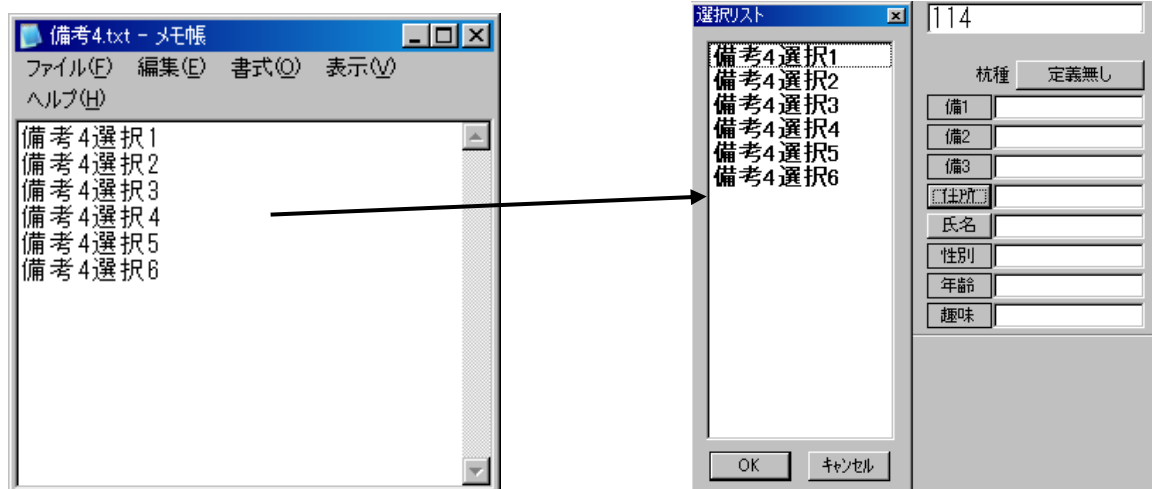 備考4.txt - メモ帳
ファイル(F) 編集(E) 書式(O) 表示(V)
ヘルプ(H)
備考4選択1
備考4選択2
備考4選択3
備考4選択4
備考4選択5
備考4選択6
選択リスト
備考4選択1
備考4選択2
備考4選択3
備考4選択4
備考4選択5
備考4選択6
OK キャンセル
114
杭種 定義無し
備1
備2
備3
住所
氏名
性別
年齢
趣味